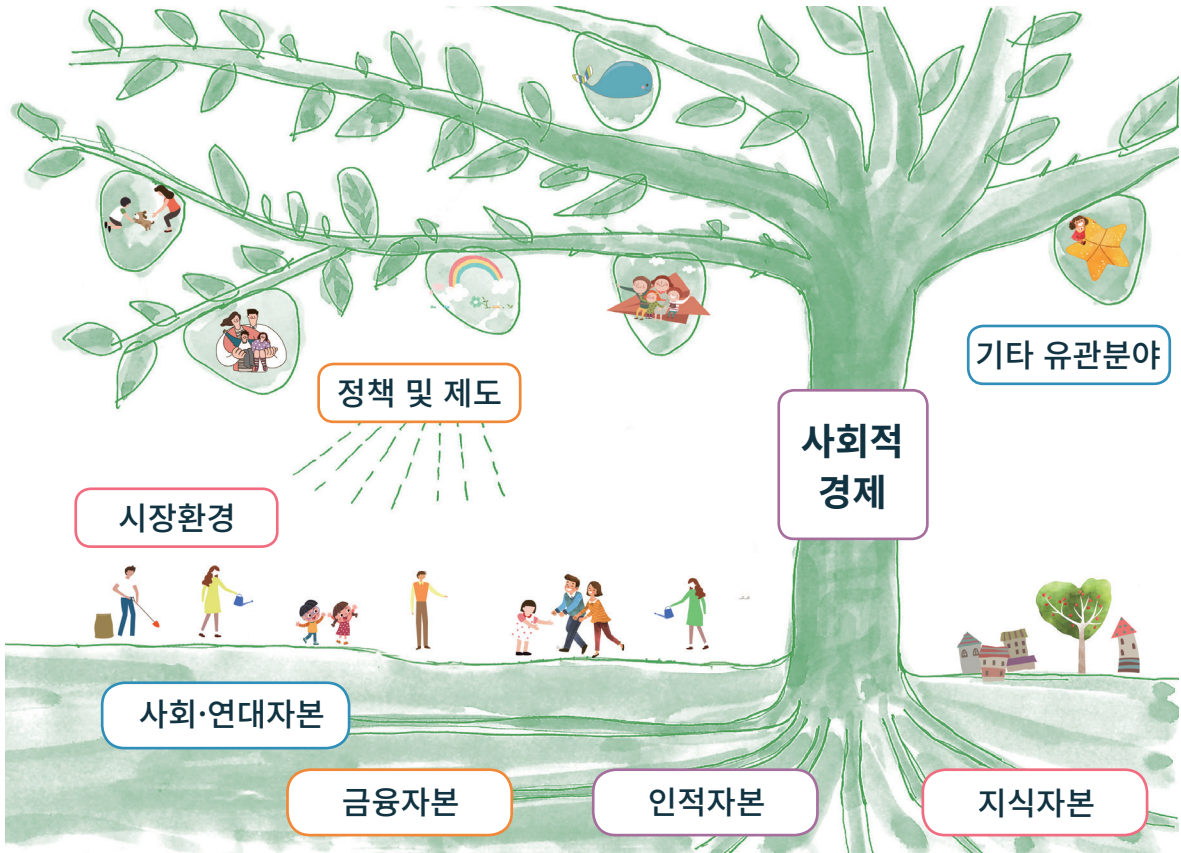 정책 및 제도
기타 유관분야
사회적
경제
시장환경
사회·연대자본
금융자본
인적자본
지식자본